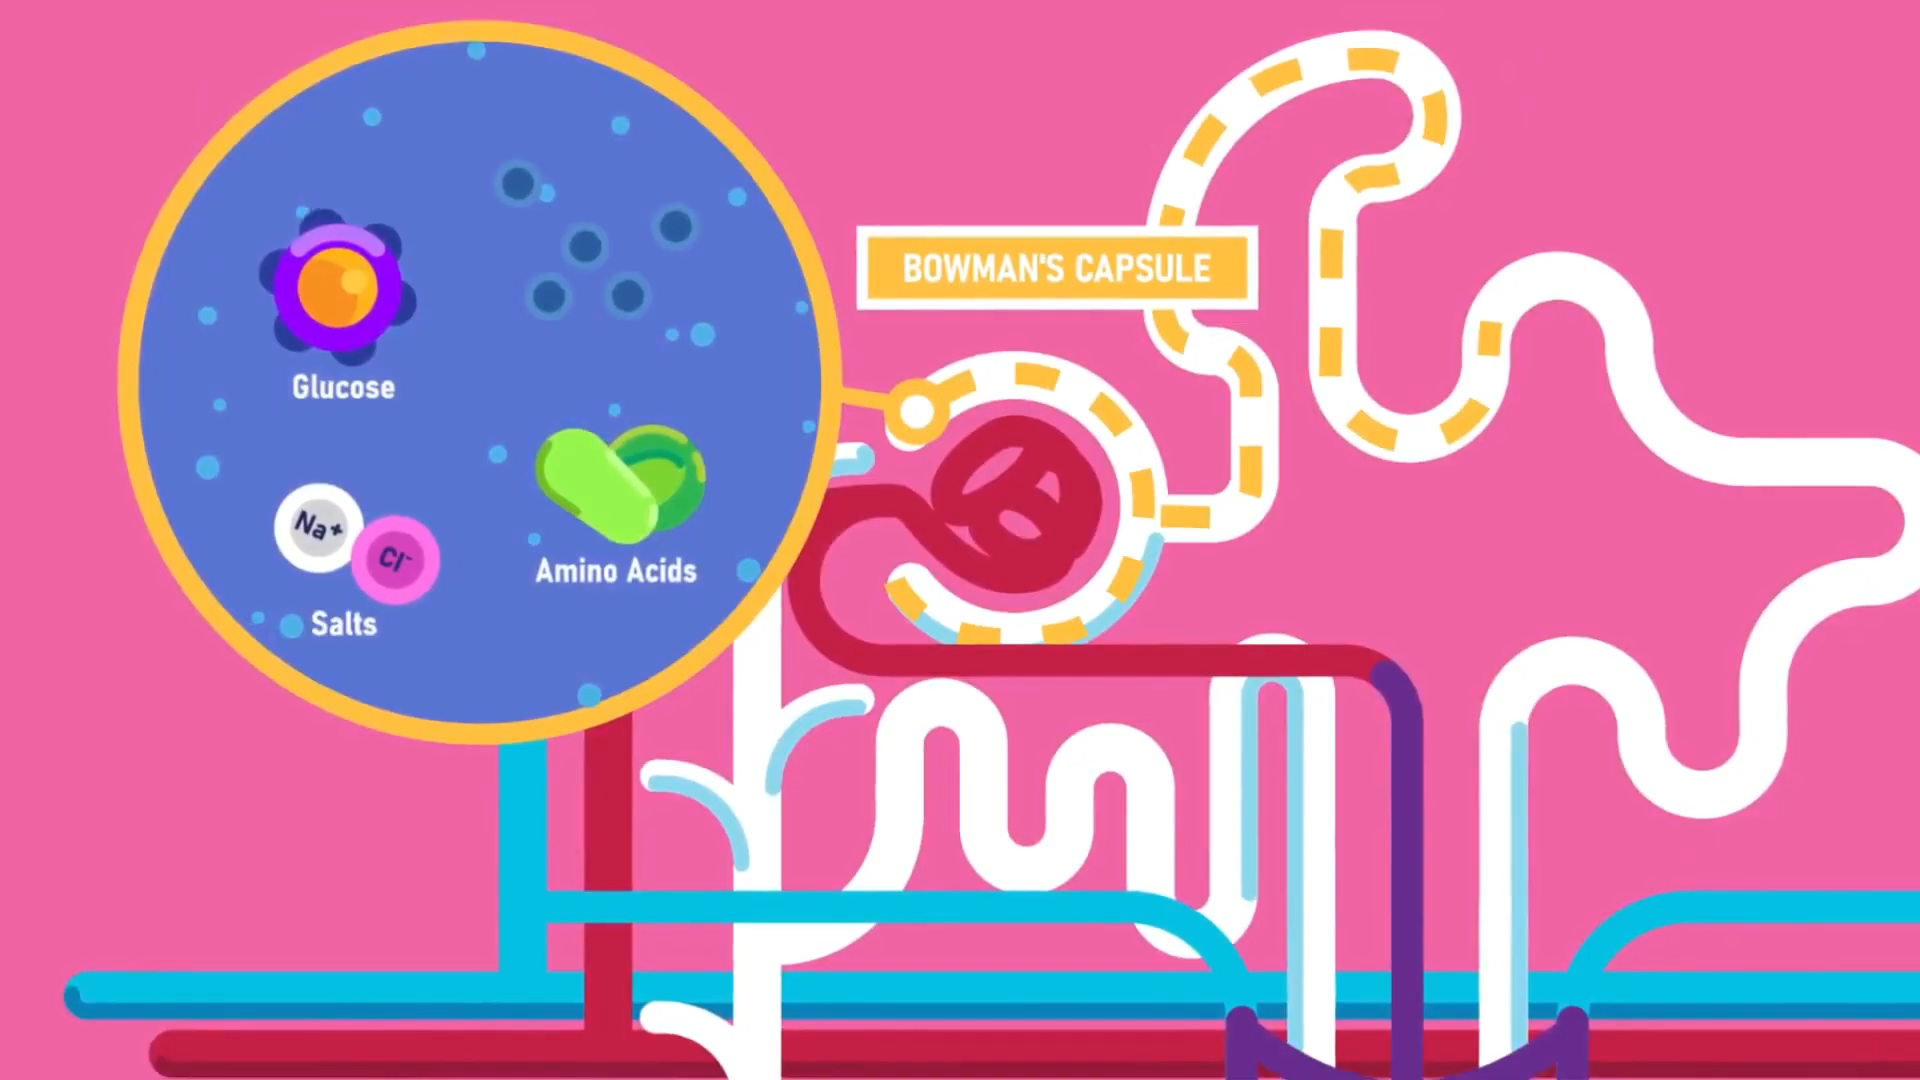 BOWMAN'S CAPSULE
Glucose
Na+
Cl-
Amino Acids
Salts